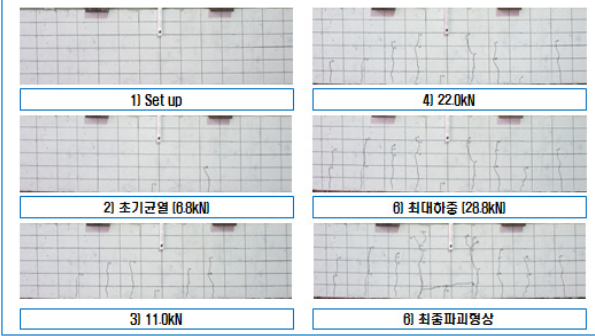 1) Set up
4) 22.0kN
2) 초기균열 (6.8kN)
6) 최대하중 (28.8kN)
3) 11.0kN
6) 최종파괴형상